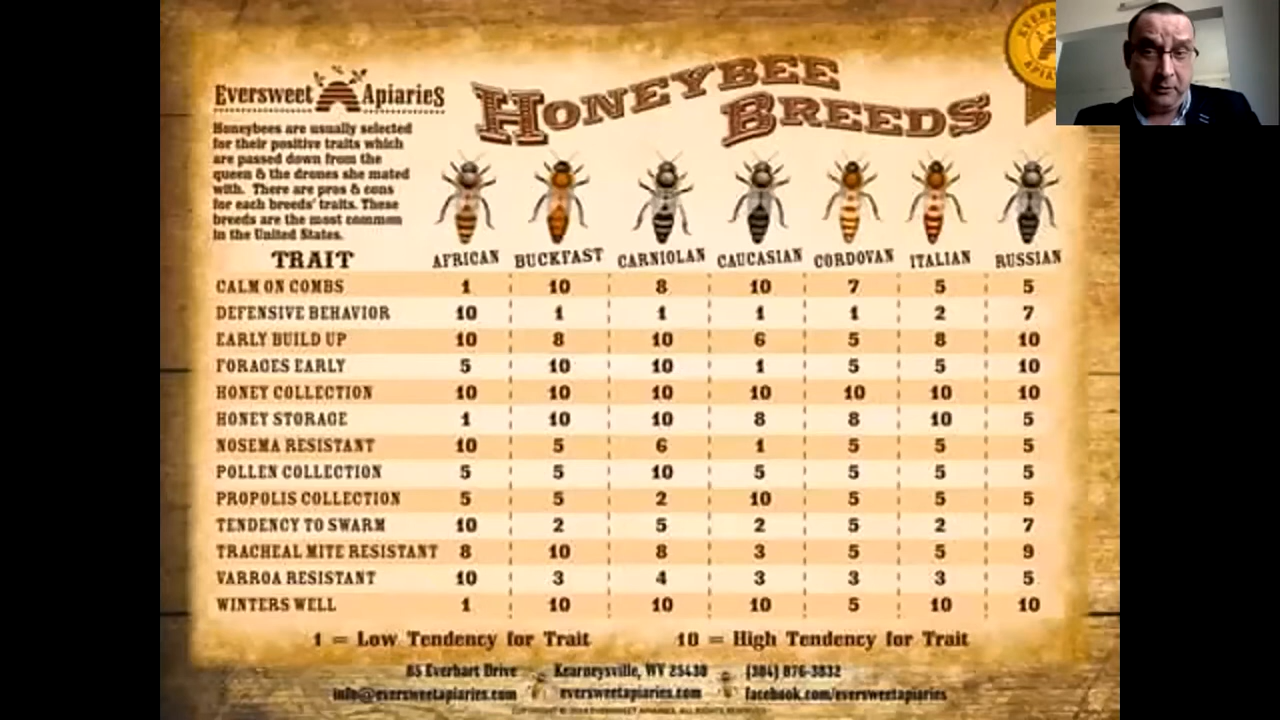 Eversweet Apiaries
HONEYBEE BREEDS
Honeybees are usually selected
for their positive traits which
are passed down from the
queen & the drones she mated
with. There are pros & cons
for each breeds' traits. These
breeds are the most common
in the United States.
TRAIT AFRICAN BUCKFAST CARNIOLAN CAUCASIAN CORDOVAN ITALIAN RUSSIAN
CALM ON COMBS 1 10 8 10 7 5 5
DEFENSIVE BEHAVIOR 10 1 1 1 1 2 7
EARLY BUILD UP 10 8 10 6 5 8 10
FORAGES EARLY 5 10 10 1 5 5 10
HONEY COLLECTION 10 10 10 10 10 10 10
HONEY STORAGE 1 10 10 8 8 10 5
NOSEMA RESISTANT 10 5 6 1 5 5 5
POLLEN COLLECTION 5 5 10 5 5 5 5
PROPOLIS COLLECTION 5 5 2 10 5 5 5
TENDENCY TO SWARM 10 2 5 2 5 2 7
TRACHEAL MITE RESISTANT 8 10 8 3 5 5 9
VARROA RESISTANT 10 3 4 3 3 3 5
WINTERS WELL 1 10 10 10 5 10 10
1 = Low Tendency for Trait 10 = High Tendency for Trait
85 Everhart Drive Kearneysville, WV 25430 (304) 876-3832
info@eversweetapiaries.com eversweetapiaries.com facebook.com/eversweetapiaries